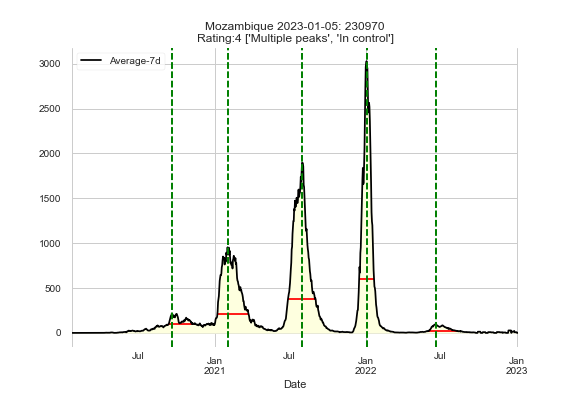 Mozambique 2023-01-05: 230970
Rating:4 ['Multiple peaks', 'In control']
Average-7d
3000
2500
2000
1500
1000
500
0
Jul
Jan
2021
Jul
Jan
2022
Jul
Jan
2023
Date